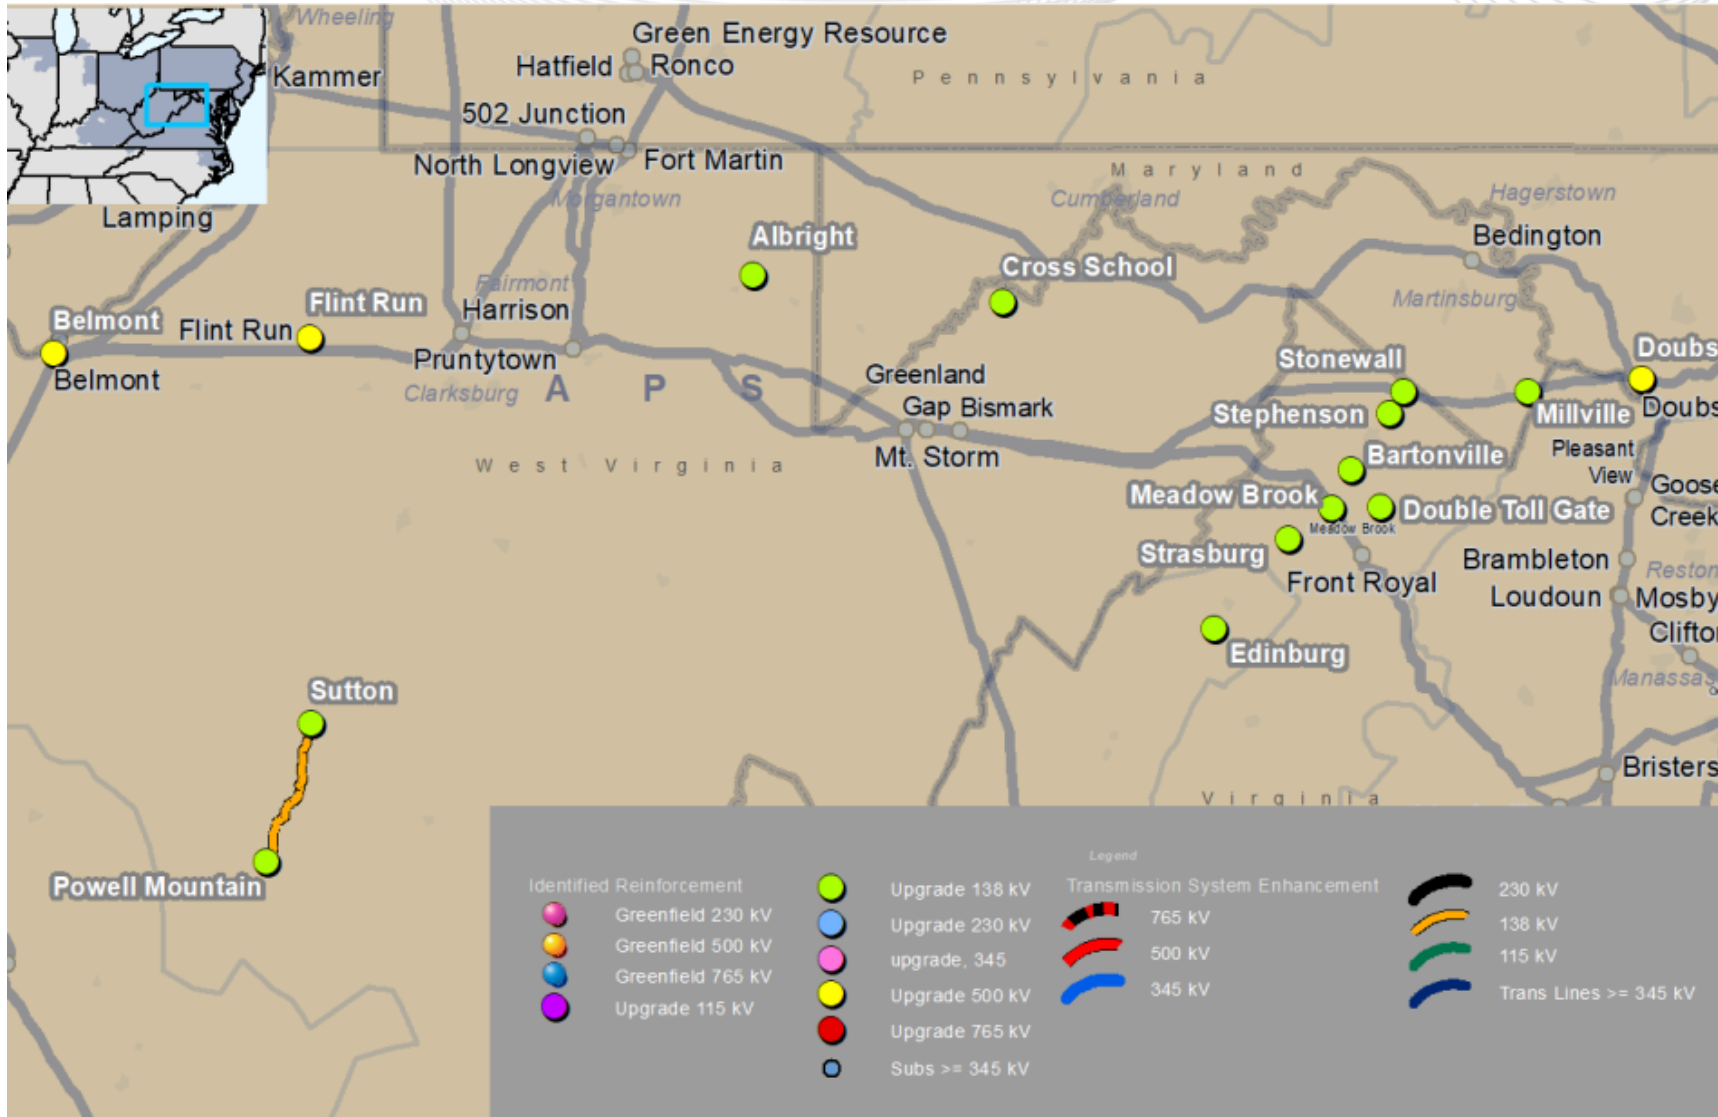 Wheeling
Green Energy Resource
Kammer
Hatfield
Ronco
Pennsylvania
502 Junction
North Longview
Fort Martin
Maryland
Morgantown
Cumberland
Hagerstown
Lamping
Albright
Bedington
Cross School
Fairmont
Martinsburg
Flint Run
Harrison
Belmont
Flint Run
Pruntytown
Stonewall
Doubs
Belmont
Clarksburg
A P S
Greenland
Gap
Bismark
Stephenson
Millville
Doubs
Mt. Storm
Bartonville
Pleasant
View
West Virginia
Meadow Brook
Double Toll Gate
Goose
Creek
Meadow Brook
Strasburg
Front Royal
Brambleton
Reston
Loudoun
Mosby
Clifton
Edinburg
Manassas
Sutton
Bristers
Virginia
Powell Mountain
Legend
Identified Reinforcement
Greenfield 230 kV
Greenfield 500 kV
Greenfield 765 kV
Upgrade 115 kV
Upgrade 138 kV
Upgrade 230 kV
upgrade, 345
Upgrade 500 kV
Upgrade 765 kV
Subs >= 345 kV
Transmission System Enhancement
765 kV
500 kV
345 kV
230 kV
138 kV
115 kV
Trans Lines >= 345 kV